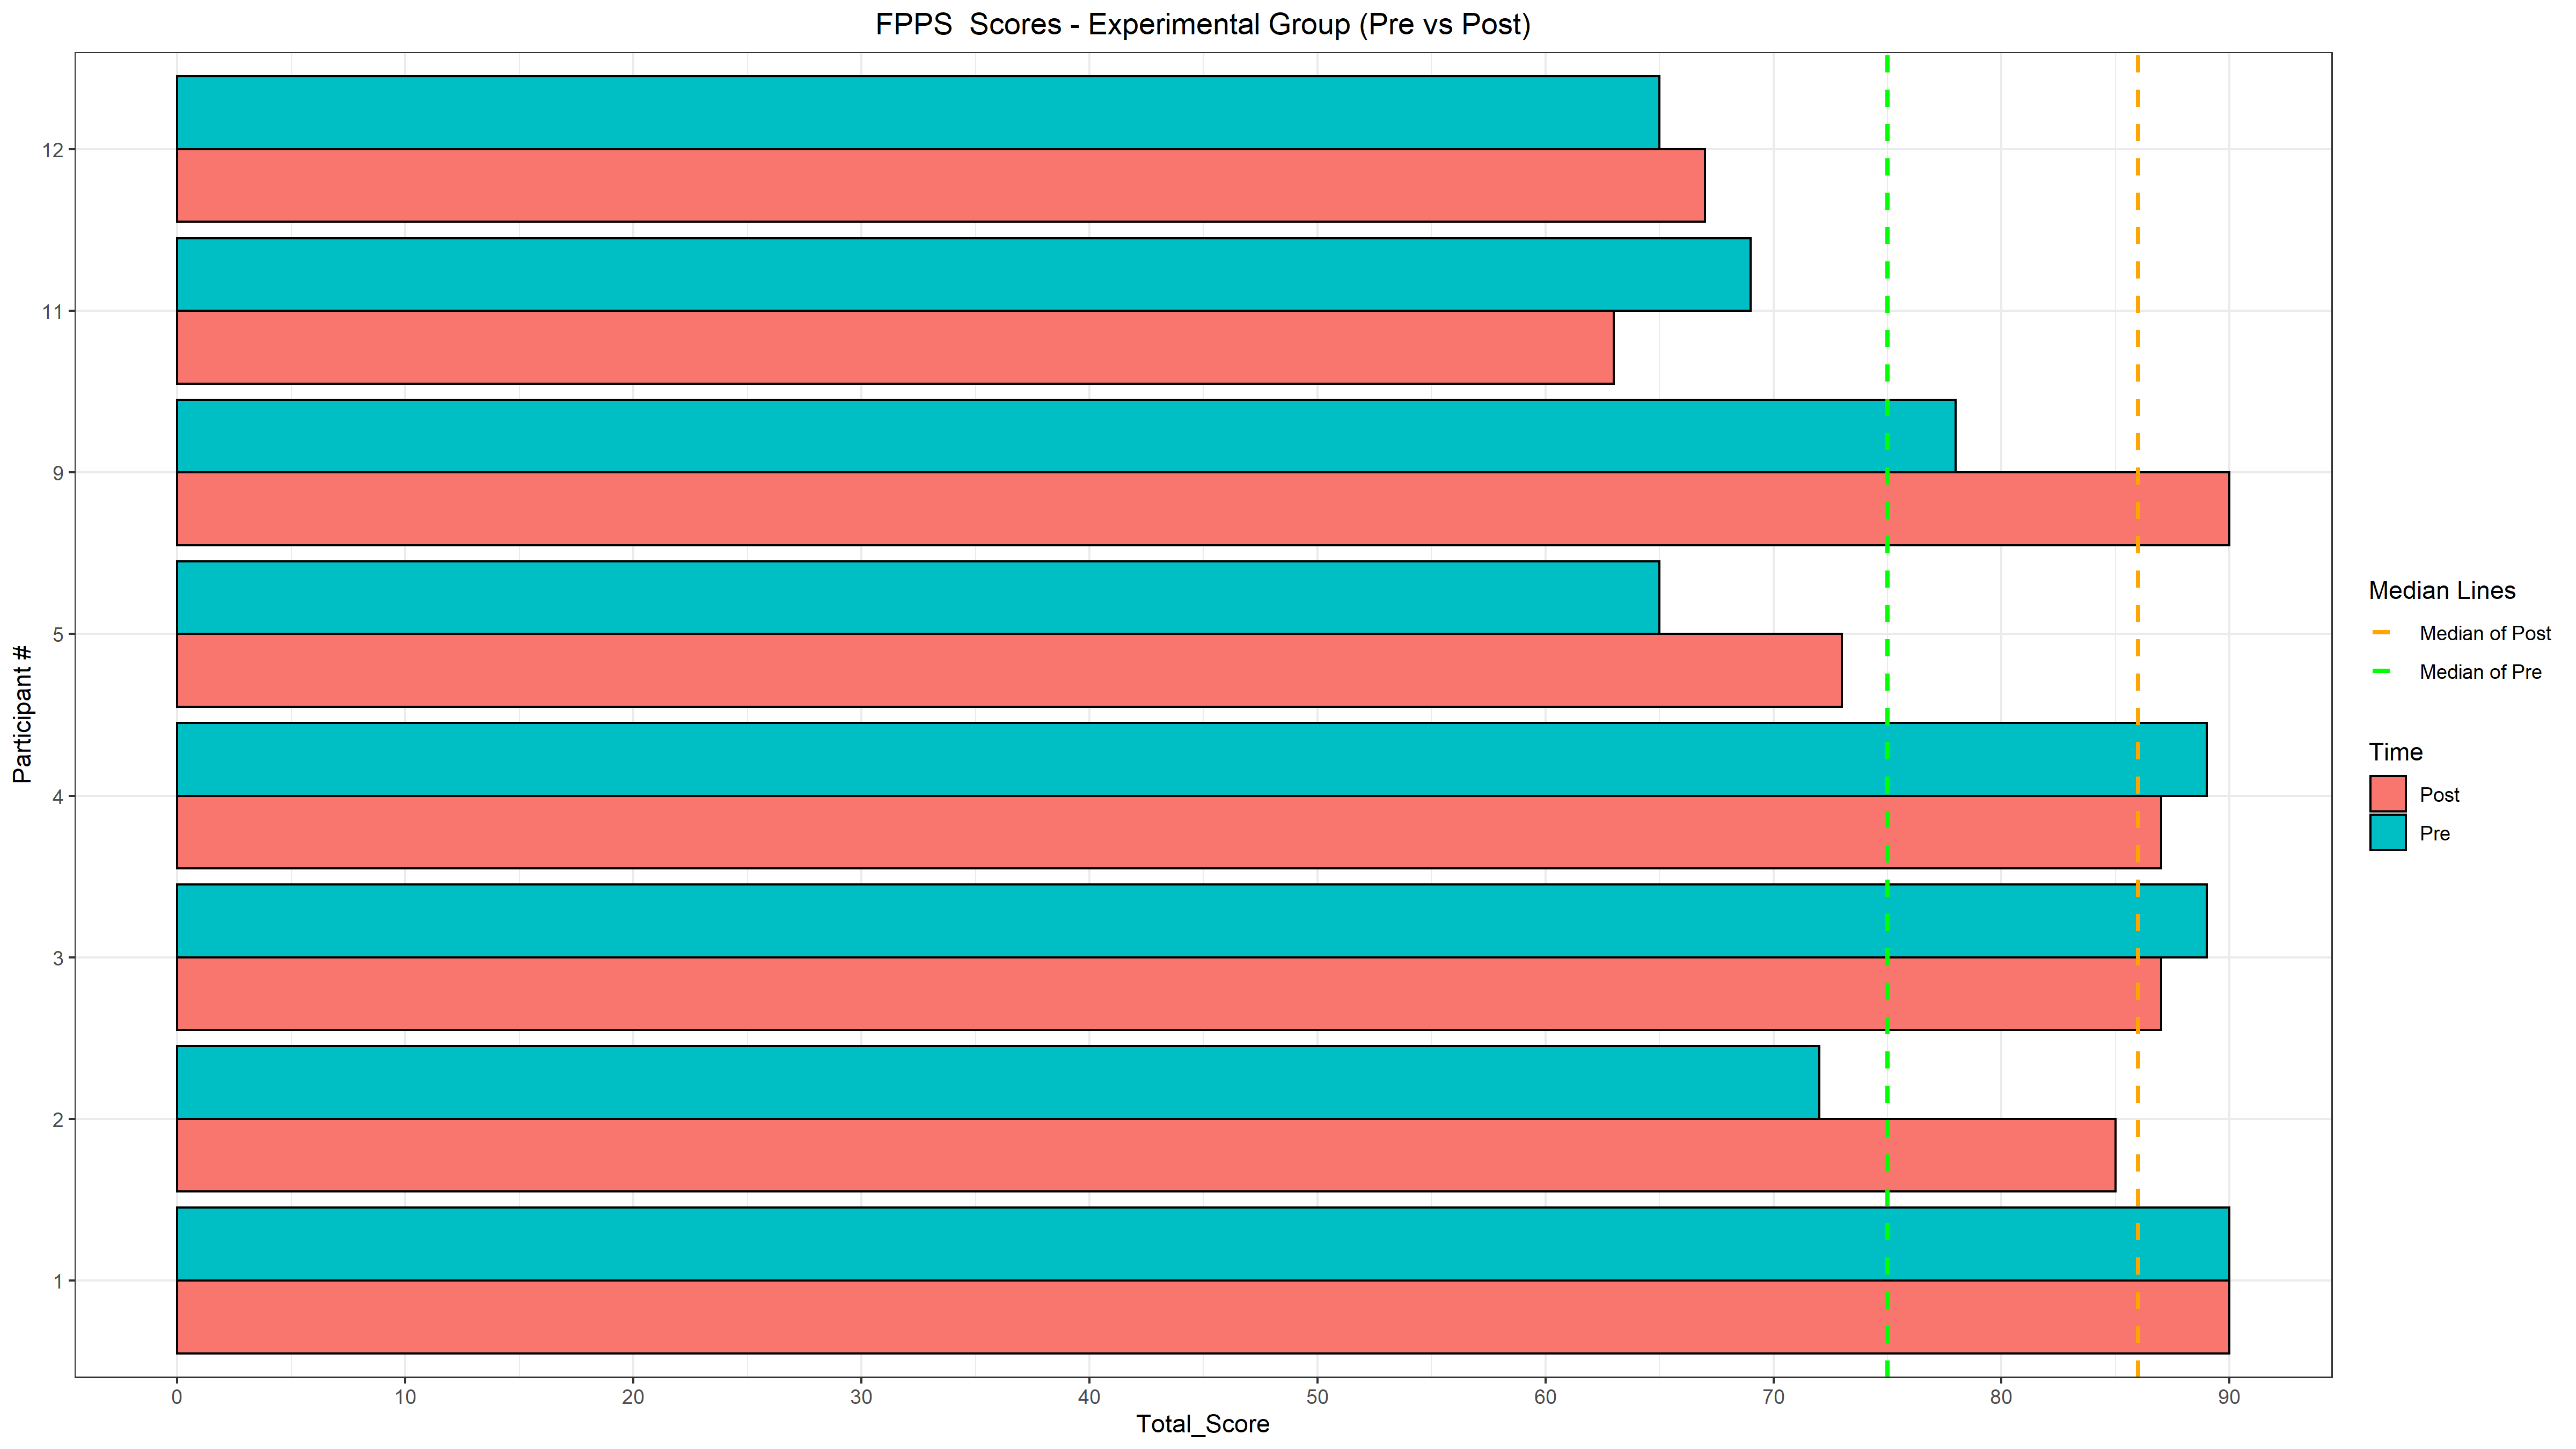 FPPS  Scores - Experimental Group (Pre vs Post)
Participant #
12
11
9
5
4
3
2
1
0 10 20 30 40 50 60 70 80 90
Total_Score
Median Lines
Median of Post
Median of Pre
Time
Post
Pre